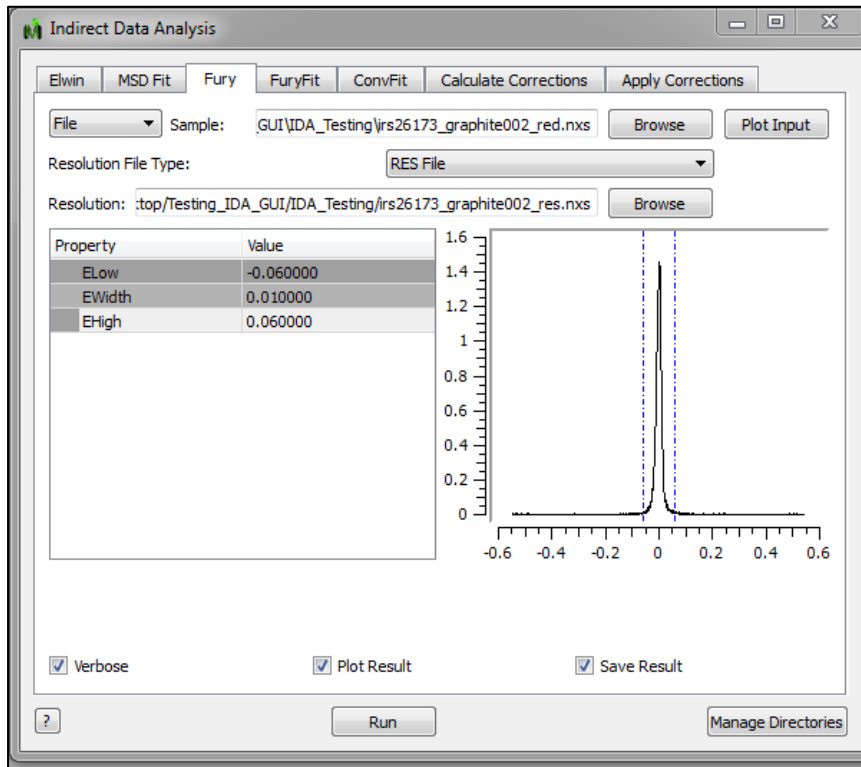 Indirect Data Analysis
Elwin MSD Fit Fury FuryFit ConvFit Calculate Corrections Apply Corrections
File Sample: _GUI\IDA_Testing\irs26173_graphite002_red.nxs Browse Plot Input
Resolution File Type: RES File
Resolution: :top/Testing_IDA_GUI/IDA_Testing/irs26173_graphite002_res.nxs Browse
Property Value
ELow -0.060000
EWidth 0.010000
EHigh 0.060000
1.6
1.4
1.2
1
0.8
0.6
0.4
0.2
0
-0.6 -0.4 -0.2 0 0.2 0.4 0.6
Verbose Plot Result Save Result
? Run Manage Directories